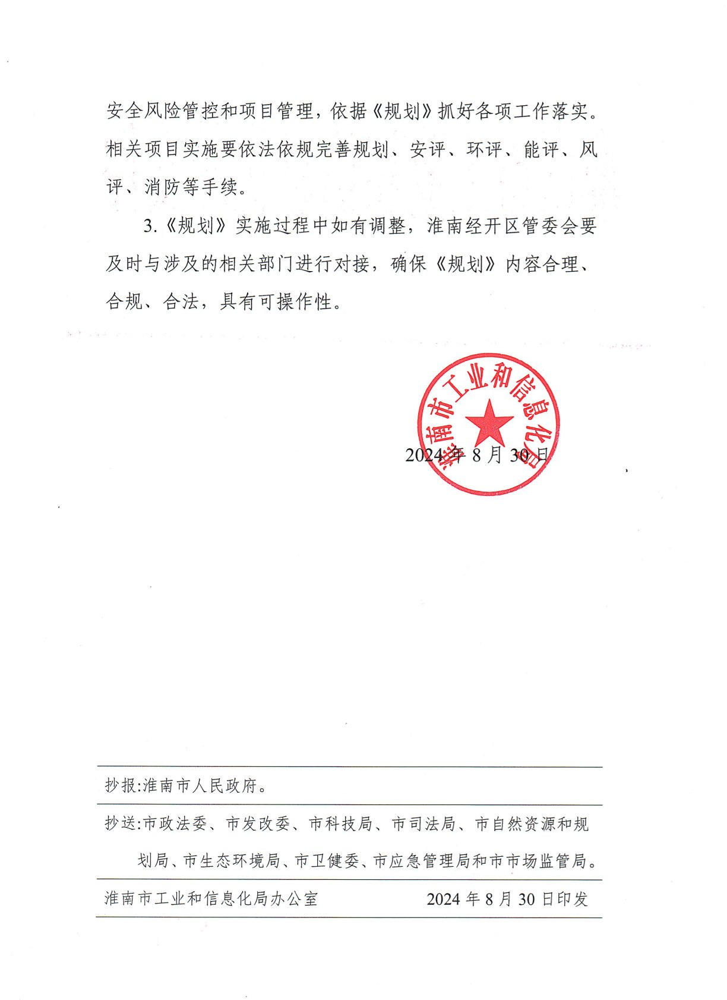 安全风险管控和项目管理，依据《规划》抓好各项工作落实。
相关项目实施要依法依规完善规划、安评、环评、能评、风
评、消防等手续。
3.《规划》实施过程中如有调整，淮南经开区管委会要
及时与涉及的相关部门进行对接，确保《规划》内容合理、
合规、合法，具有可操作性。
淮南市工业和信息化局
2024 年 8 月 30 日
抄报:淮南市人民政府。
抄送:市政法委、市发改委、市科技局、市司法局、市自然资源和规
划局、市生态环境局、市卫健委、市应急管理局和市市场监管局。
淮南市工业和信息化局办公室 2024 年 8 月 30 日印发